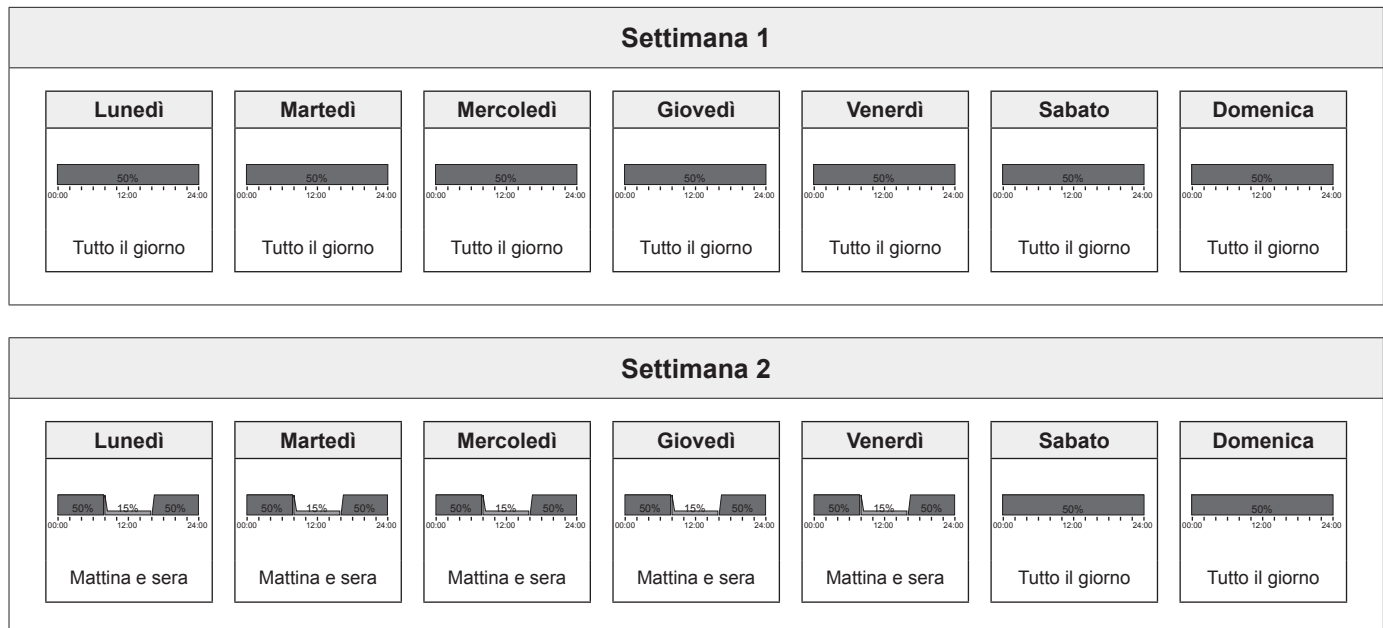 Settimana 1
Lunedì Martedì Mercoledì Giovedì Venerdì Sabato Domenica
50% 50% 50% 50% 50% 50% 50%
00:00 12:00 24:00 00:00 12:00 24:00 00:00 12:00 24:00 00:00 12:00 24:00 00:00 12:00 24:00 00:00 12:00 24:00 00:00 12:00 24:00
Tutto il giorno Tutto il giorno Tutto il giorno Tutto il giorno Tutto il giorno Tutto il giorno Tutto il giorno
Settimana 2
Lunedì Martedì Mercoledì Giovedì Venerdì Sabato Domenica
50% 15% 50% 50% 15% 50% 50% 15% 50% 50% 15% 50% 50% 15% 50% 50% 50%
00:00 12:00 24:00 00:00 12:00 24:00 00:00 12:00 24:00 00:00 12:00 24:00 00:00 12:00 24:00 00:00 12:00 24:00 00:00 12:00 24:00
Mattina e sera Mattina e sera Mattina e sera Mattina e sera Mattina e sera Tutto il giorno Tutto il giorno